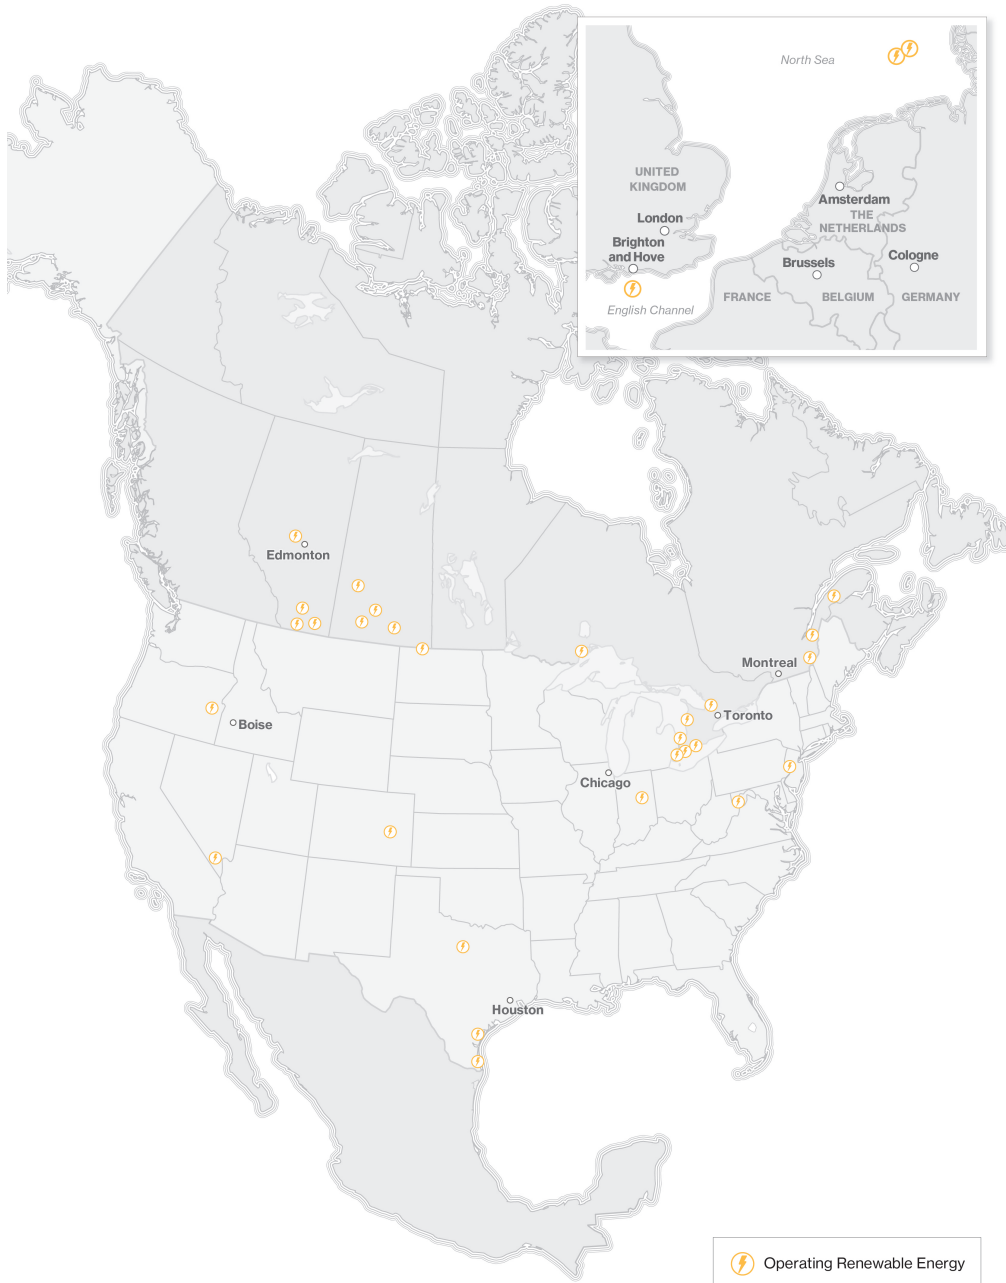 North Sea
UNITED
KINGDOM
Amsterdam
THE
NETHERLANDS
London
Brighton
and Hove
Brussels
Cologne
FRANCE
BELGIUM
GERMANY
English Channel
Edmonton
Montreal
Toronto
Boise
Chicago
Houston
Operating Renewable Energy